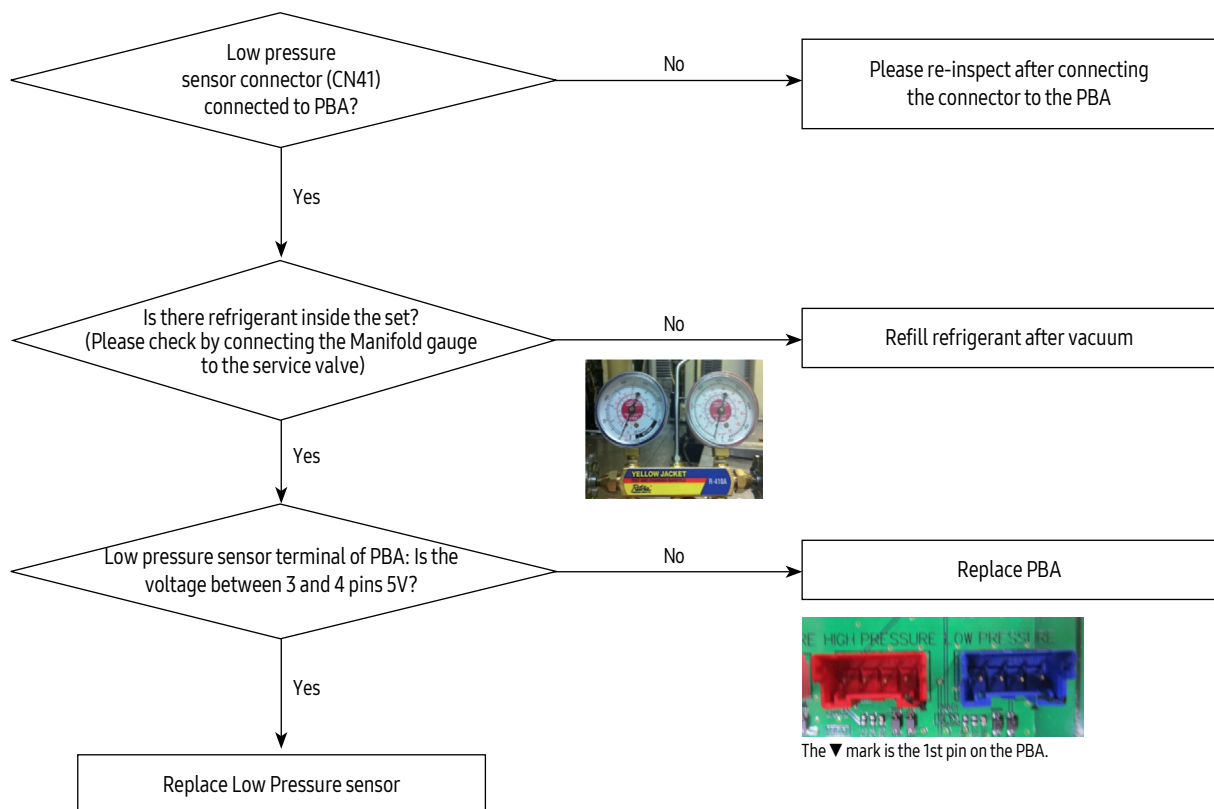 Low pressure
sensor connector (CN41)
connected to PBA?
No
Please re-inspect after connecting
the connector to the PBA
Yes
Is there refrigerant inside the set?
(Please check by connecting the Manifold gauge
to the service valve)
No
Refill refrigerant after vacuum
YELLOW JACKET
R-410A
Yes
Low pressure sensor terminal of PBA: Is the
voltage between 3 and 4 pins 5V?
No
Replace PBA
RE HIGH PRESSURE LOW PRESSURE
The ▼ mark is the 1st pin on the PBA.
Yes
Replace Low Pressure sensor